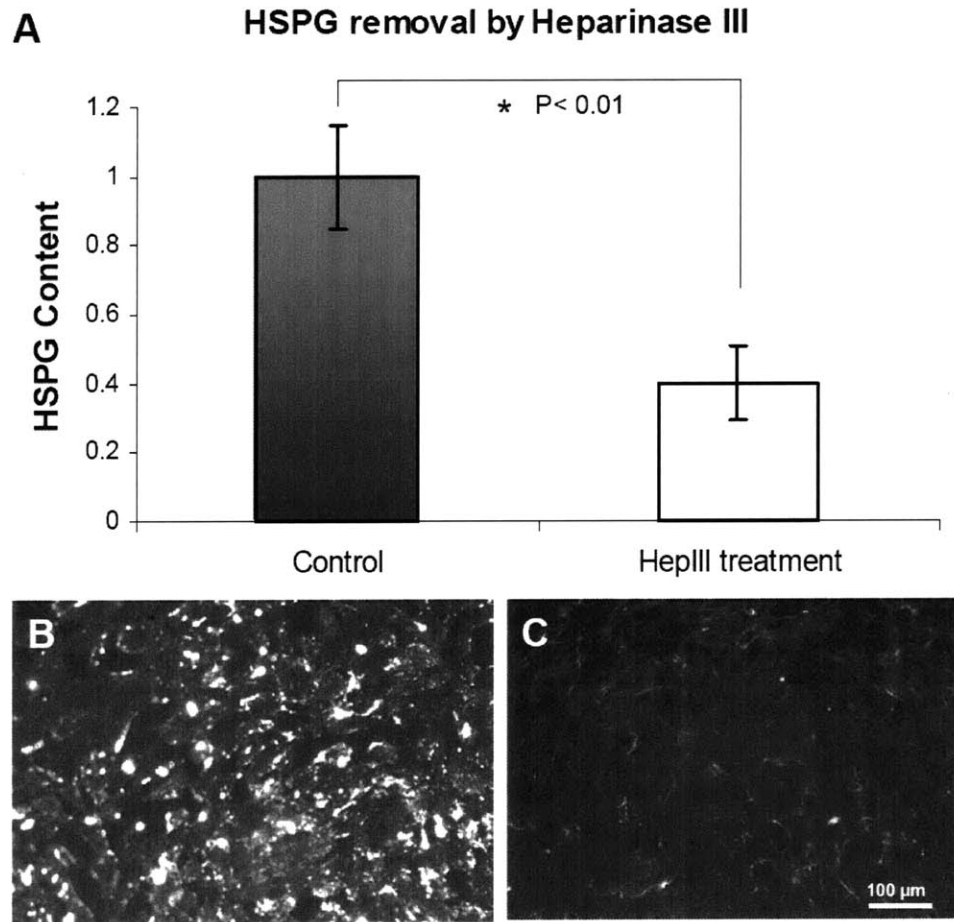 A
HSPG removal by Heparinase III
* P< 0.01
HSPG Content
1.2
1
0.8
0.6
0.4
0.2
0
Control
HepIII treatment
B
C
100 µm